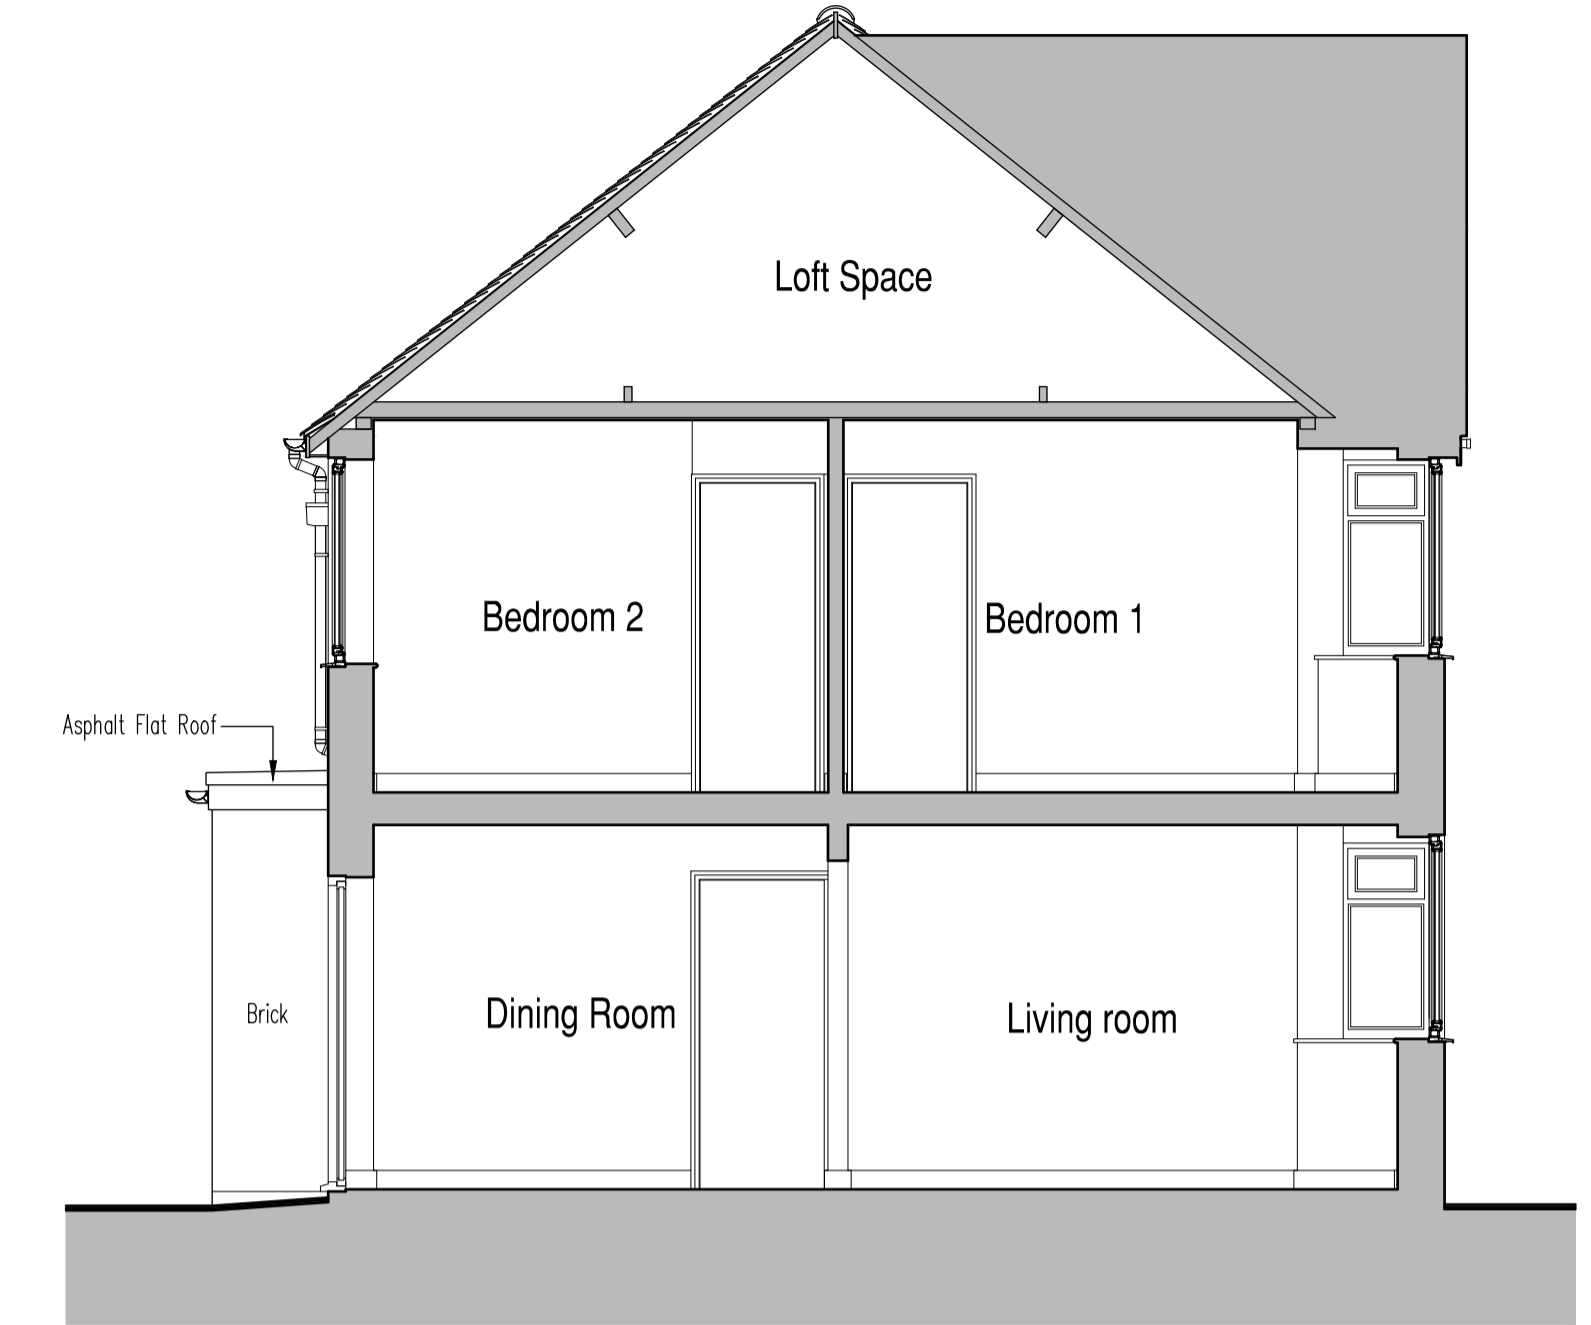 Loft Space
Bedroom 2
Bedroom 1
Asphalt Flat Roof
Brick
Dining Room
Living room